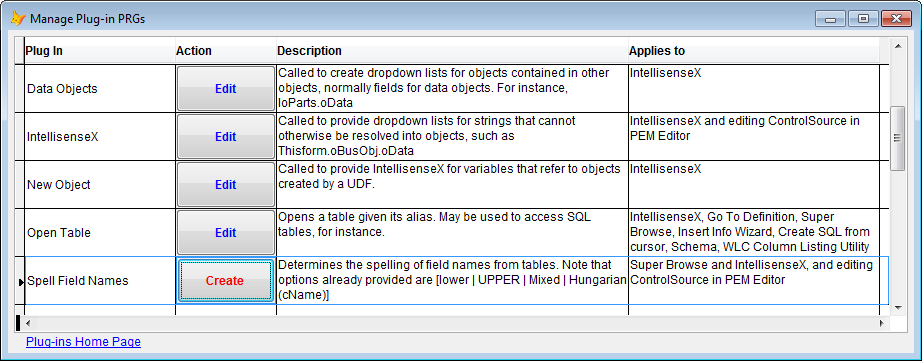 Manage Plug-in PRGs
Plug In Action Description Applies to
Data Objects
Edit
Called to create dropdown lists for objects contained in other
objects, normally fields for data objects. For instance,
loParts.oData
IntellisenseX
IntellisenseX
Edit
Called to provide dropdown lists for strings that cannot
otherwise be resolved into objects, such as
Thisform.oBusObj.oData
IntellisenseX and editing ControlSource in
PEM Editor
New Object
Edit
Called to provide IntellisenseX for variables that refer to objects
created by a UDF.
IntellisenseX
Open Table
Edit
Opens a table given its alias. May be used to access SQL
tables, for instance.
IntellisenseX, Go To Definition, Super
Browse, Insert Info Wizard, Create SQL from
cursor, Schema, WLC Column Listing Utility
Spell Field Names
Create
Determines the spelling of field names from tables. Note that
options already provided are [lower | UPPER | Mixed | Hungarian
(cName)]
Super Browse and IntellisenseX, and editing
ControlSource in PEM Editor
Plug-ins Home Page